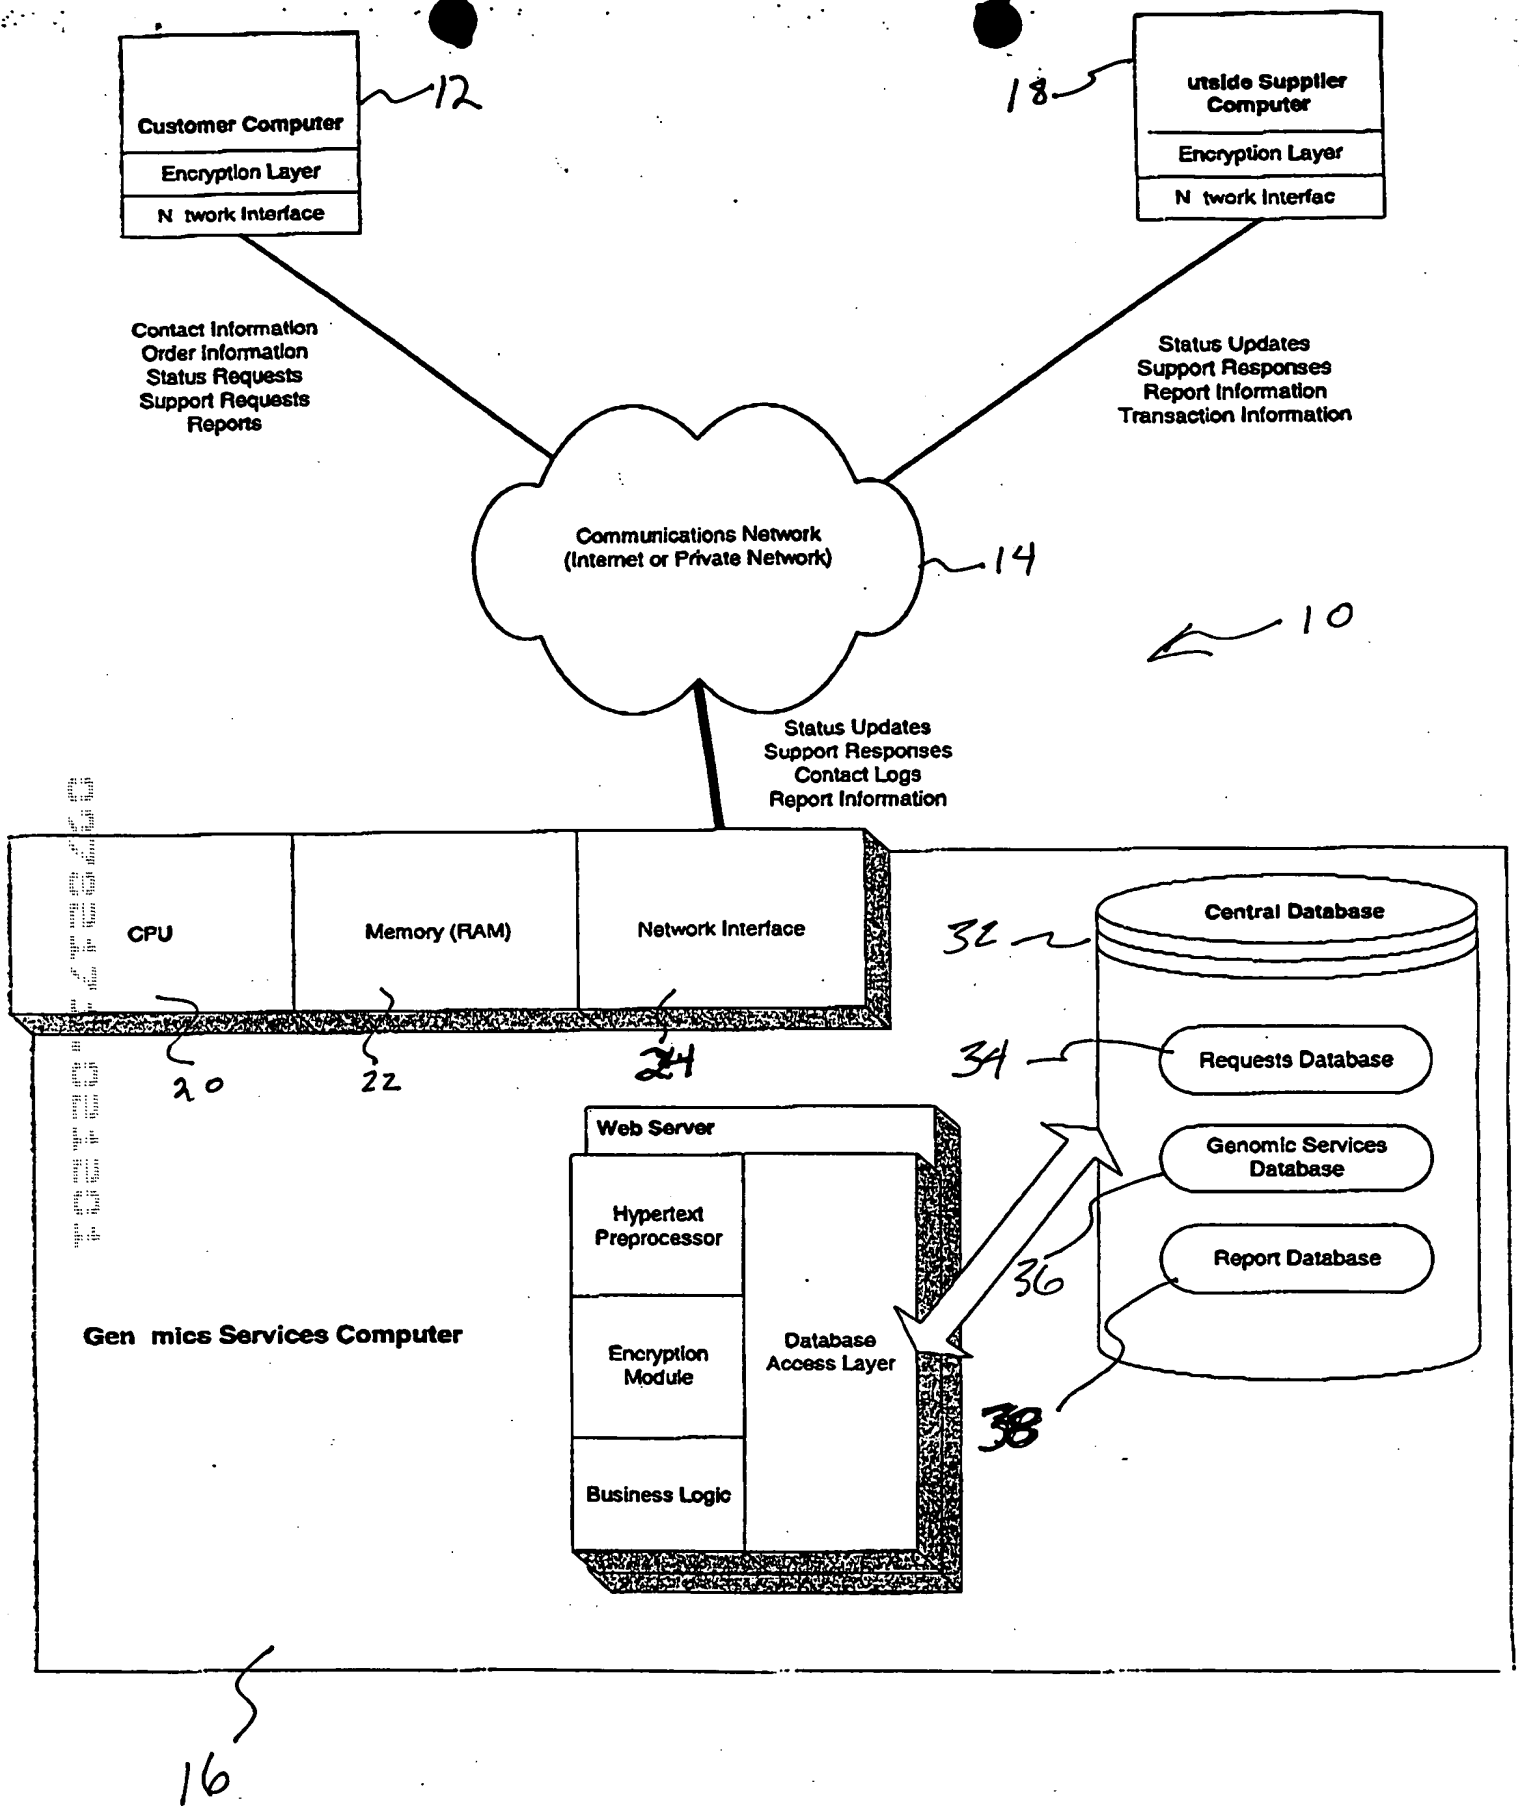 Customer Computer
Encryption Layer
N twork Interface
12
18
utside Supplier
Computer
Encryption Layer
N twork Interfac
Contact Information
Order Information
Status Requests
Support Requests
Reports
Status Updates
Support Responses
Report Information
Transaction Information
Communications Network
(Internet or Private Network)
14
10
Status Updates
Support Responses
Contact Logs
Report Information
CPU
Memory (RAM)
Network Interface
20
22
24
Central Database
32
34
Requests Database
Genomic Services
Database
36
Report Database
38
Web Server
Hypertext
Preprocessor
Encryption
Module
Business Logic
Database
Access Layer
Gen mics Services Computer
16